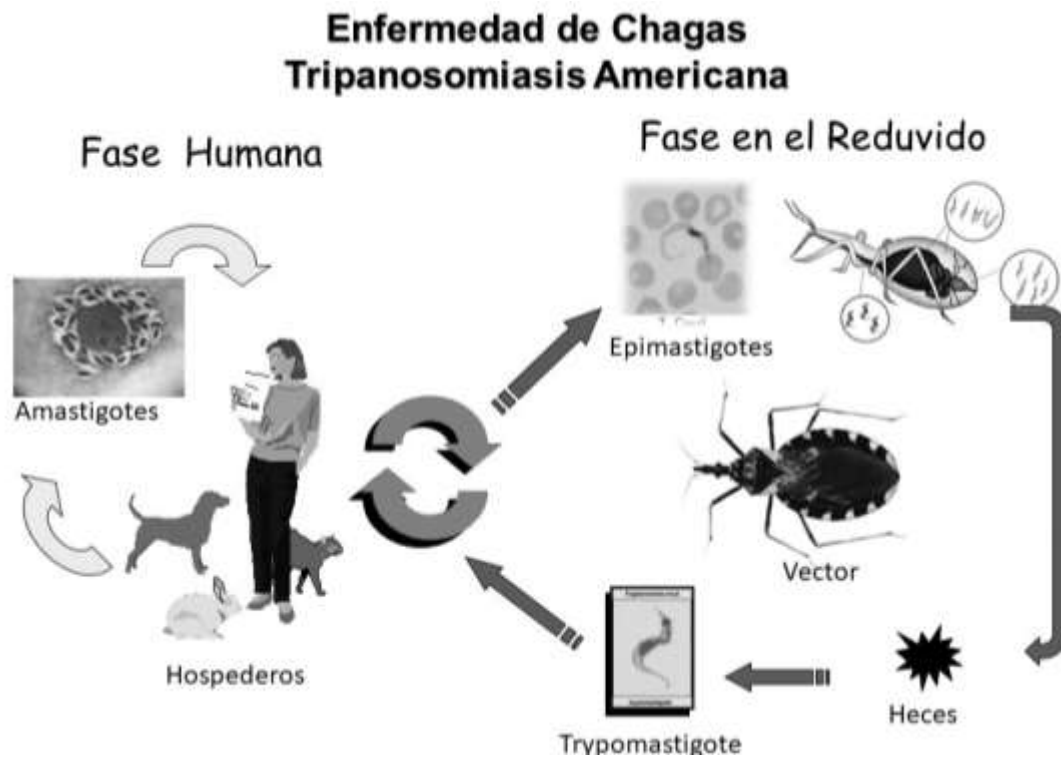 Enfermedad de Chagas
Tripanosomiasis Americana
Fase Humana
Fase en el Reduvido
Amastigotes
Epimastigotes
Vector
Hospederos
Heces
Trypomastigote